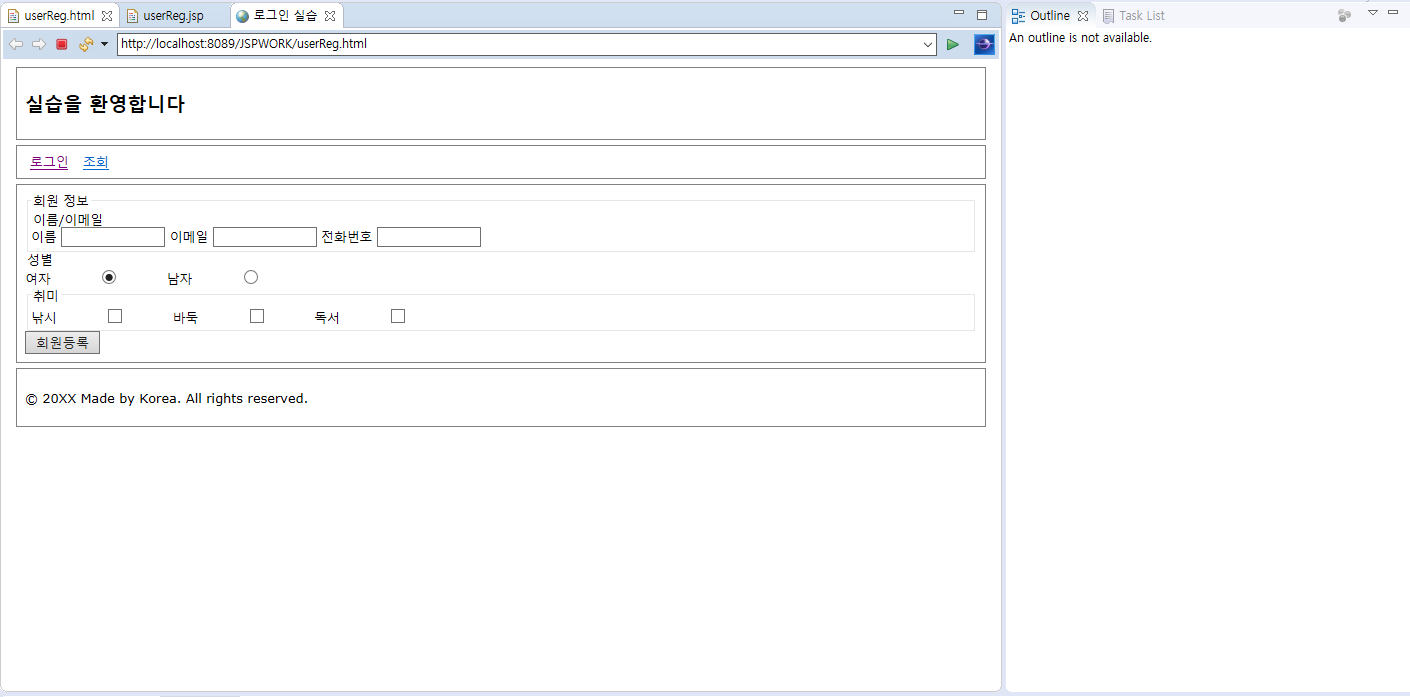 userReg.html userReg.jsp 로그인 실습 Outline Task List
http://localhost:8089/JSPWORK/userReg.html
An outline is not available.
실습을 환영합니다
로그인 조회
회원 정보
이름/이메일
이름 이메일 전화번호
성별
여자 남자
취미
낚시 바둑 독서
회원등록
© 20XX Made by Korea. All rights reserved.